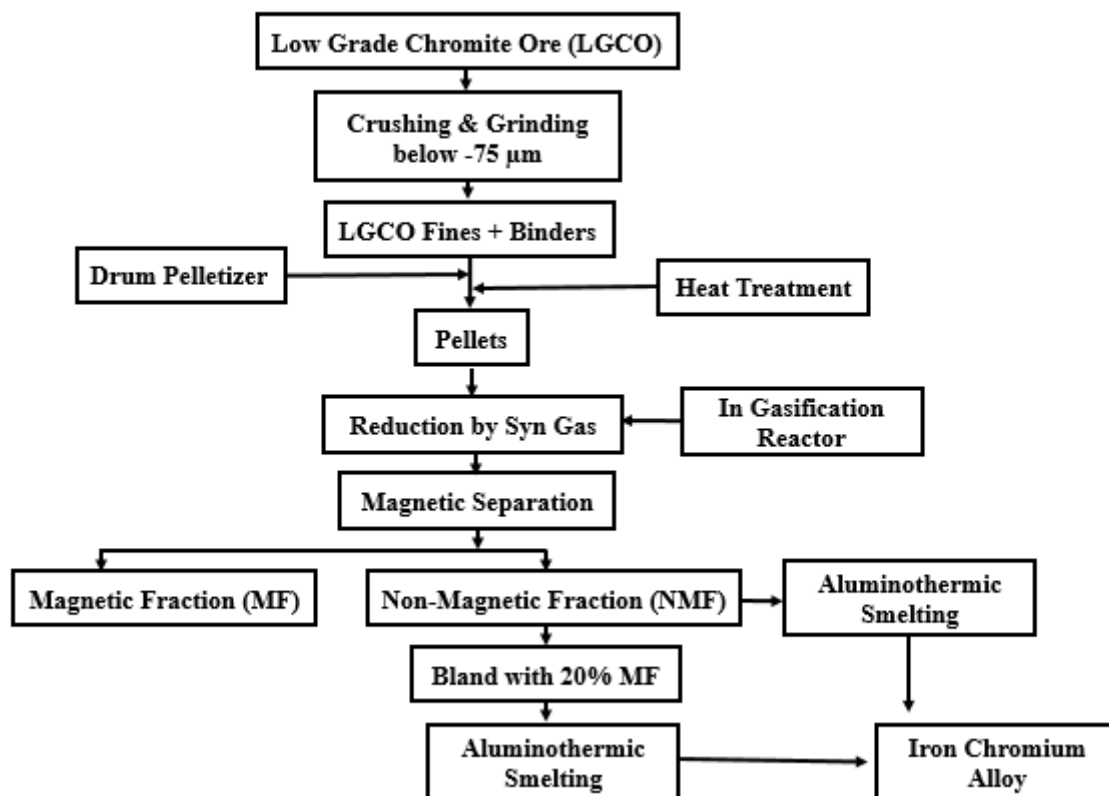 Low Grade Chromite Ore (LGCO)
Crushing & Grinding
below -75 µm
LGCO Fines + Binders
Drum Pelletizer
Heat Treatment
Pellets
Reduction by Syn Gas
In Gasification
Reactor
Magnetic Separation
Magnetic Fraction (MF)
Non-Magnetic Fraction (NMF)
Aluminothermic
Smelting
Bland with 20% MF
Aluminothermic
Smelting
Iron Chromium
Alloy